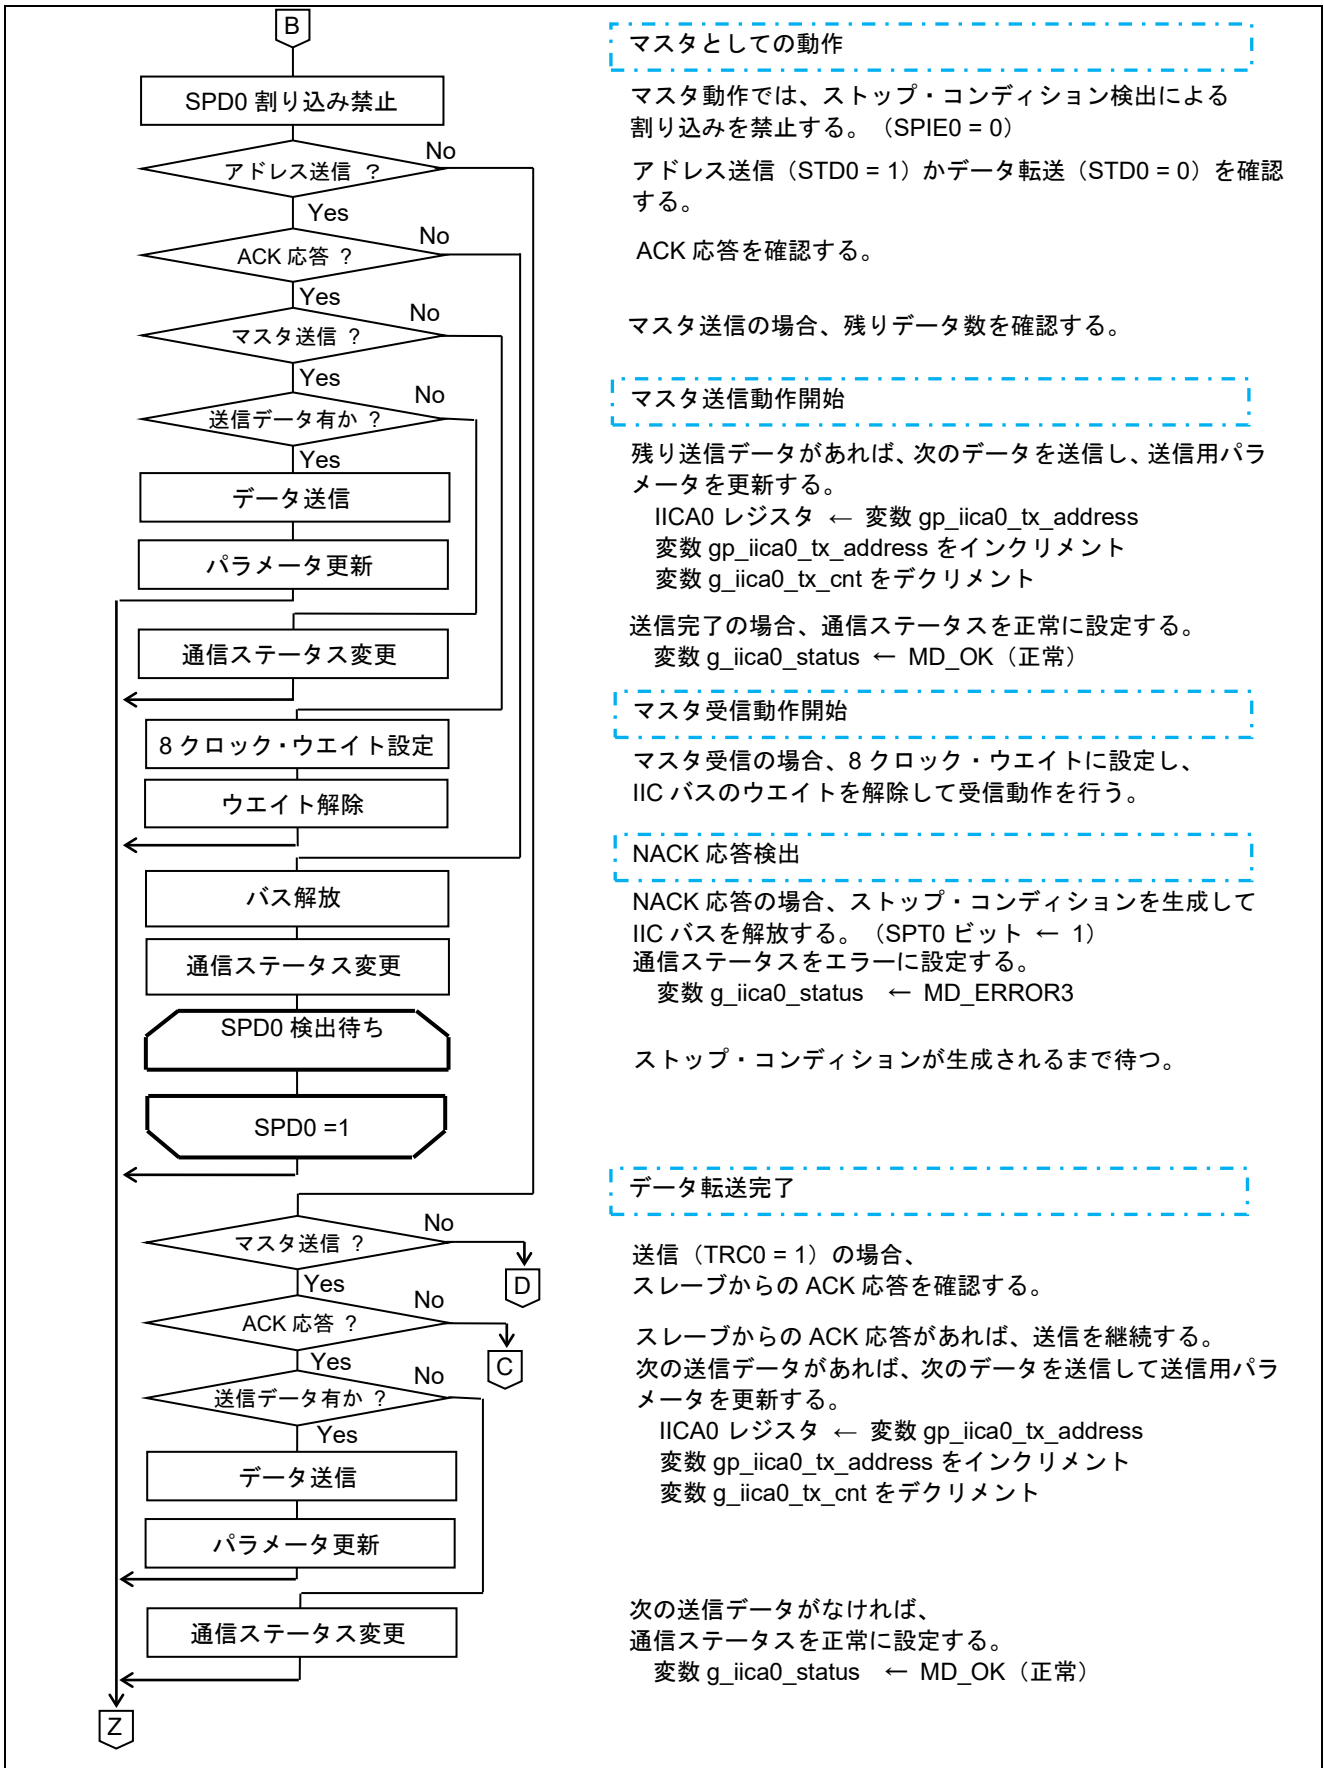 B
マスタとしての動作
SPD0 割り込み禁止
マスタ動作では、ストップ・コンディション検出による
割り込みを禁止する。（SPIE0 = 0）
アドレス送信 ？
No
アドレス送信（STD0 = 1）かデータ転送（STD0 = 0）を確認
する。
Yes
ACK 応答 ？
No
ACK 応答を確認する。
Yes
マスタ送信 ？
No
マスタ送信の場合、残りデータ数を確認する。
Yes
送信データ有か ？
No
マスタ送信動作開始
Yes
残り送信データがあれば、次のデータを送信し、送信用パラ
メータを更新する。
データ送信
IICA0 レジスタ ← 変数 gp_iica0_tx_address
変数 gp_iica0_tx_address をインクリメント
パラメータ更新
変数 g_iica0_tx_cnt をデクリメント
通信ステータス変更
送信完了の場合、通信ステータスを正常に設定する。
変数 g_iica0_status ← MD_OK（正常）
マスタ受信動作開始
8 クロック・ウエイト設定
マスタ受信の場合、8 クロック・ウエイトに設定し、
IIC バスのウエイトを解除して受信動作を行う。
ウエイト解除
NACK 応答検出
バス解放
NACK 応答の場合、ストップ・コンディションを生成して
IIC バスを解放する。（SPT0 ビット ← 1）
通信ステータス変更
通信ステータスをエラーに設定する。
変数 g_iica0_status ← MD_ERROR3
SPD0 検出待ち
ストップ・コンディションが生成されるまで待つ。
SPD0 =1
データ転送完了
マスタ送信 ？
No
D
送信（TRC0 = 1）の場合、
スレーブからの ACK 応答を確認する。
Yes
ACK 応答 ？
No
C
スレーブからの ACK 応答があれば、送信を継続する。
次の送信データがあれば、次のデータを送信して送信用パラ
メータを更新する。
Yes
送信データ有か ？
No
Yes
IICA0 レジスタ ← 変数 gp_iica0_tx_address
変数 gp_iica0_tx_address をインクリメント
変数 g_iica0_tx_cnt をデクリメント
データ送信
パラメータ更新
通信ステータス変更
次の送信データがなければ、
通信ステータスを正常に設定する。
変数 g_iica0_status ← MD_OK（正常）
Z